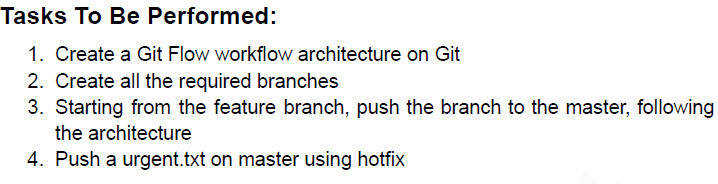 Tasks To Be Performed:
1. Create a Git Flow workflow architecture on Git
2. Create all the required branches
3. Starting from the feature branch, push the branch to the master, following
the architecture
4. Push a urgent.txt on master using hotfix